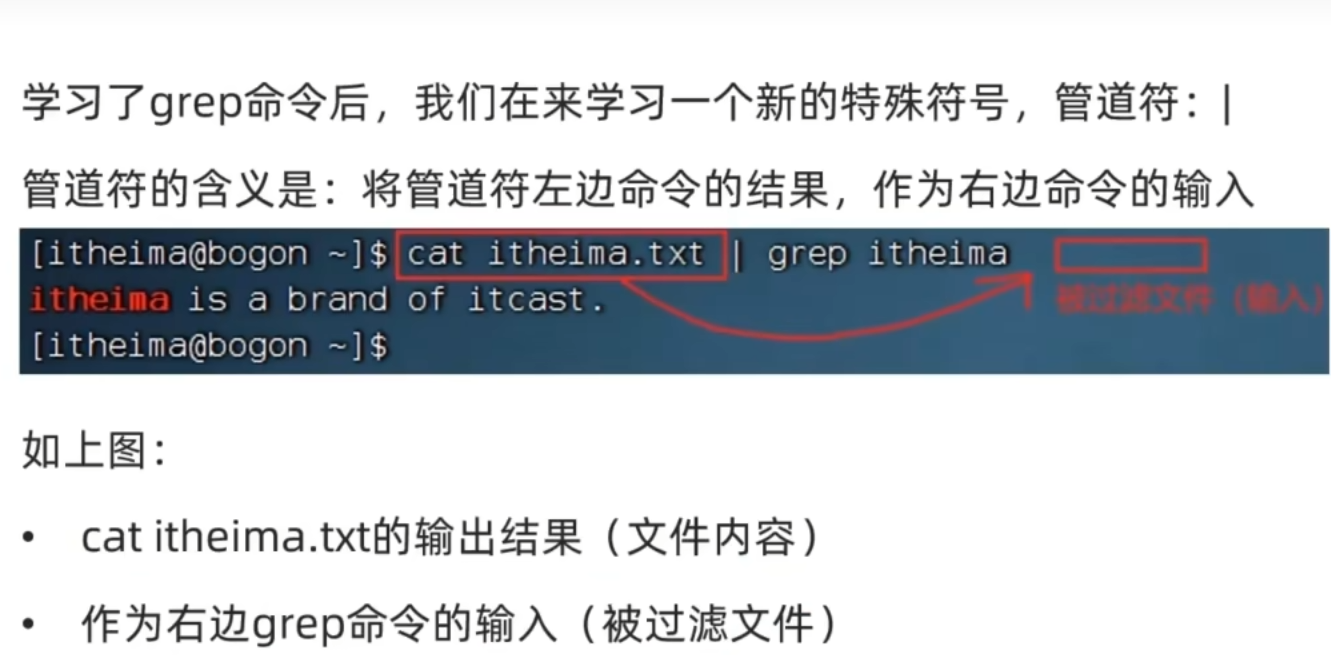 学习了grep命令后，我们在来学习一个新的特殊符号，管道符：|
管道符的含义是：将管道符左边命令的结果，作为右边命令的输入
[itheima@bogon ~]$ cat itheima.txt | grep itheima
被过滤文件（输入）
itheima is a brand of itcast.
[itheima@bogon ~]$
如上图：
• cat itheima.txt的输出结果（文件内容）
• 作为右边grep命令的输入（被过滤文件）